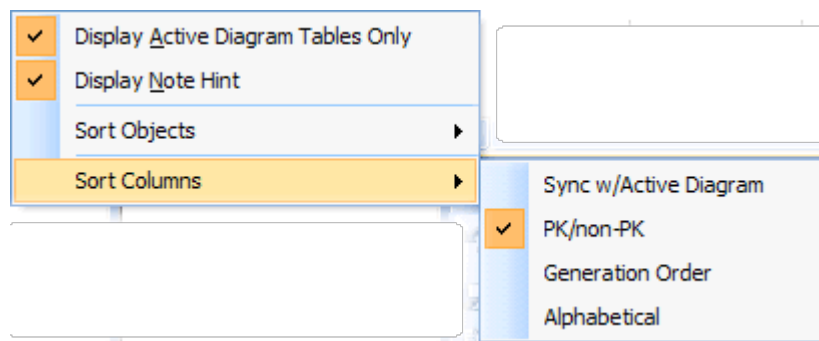 Display Active Diagram Tables Only
Display Note Hint
Sort Objects
Sort Columns
Sync w/Active Diagram
PK/non-PK
Generation Order
Alphabetical